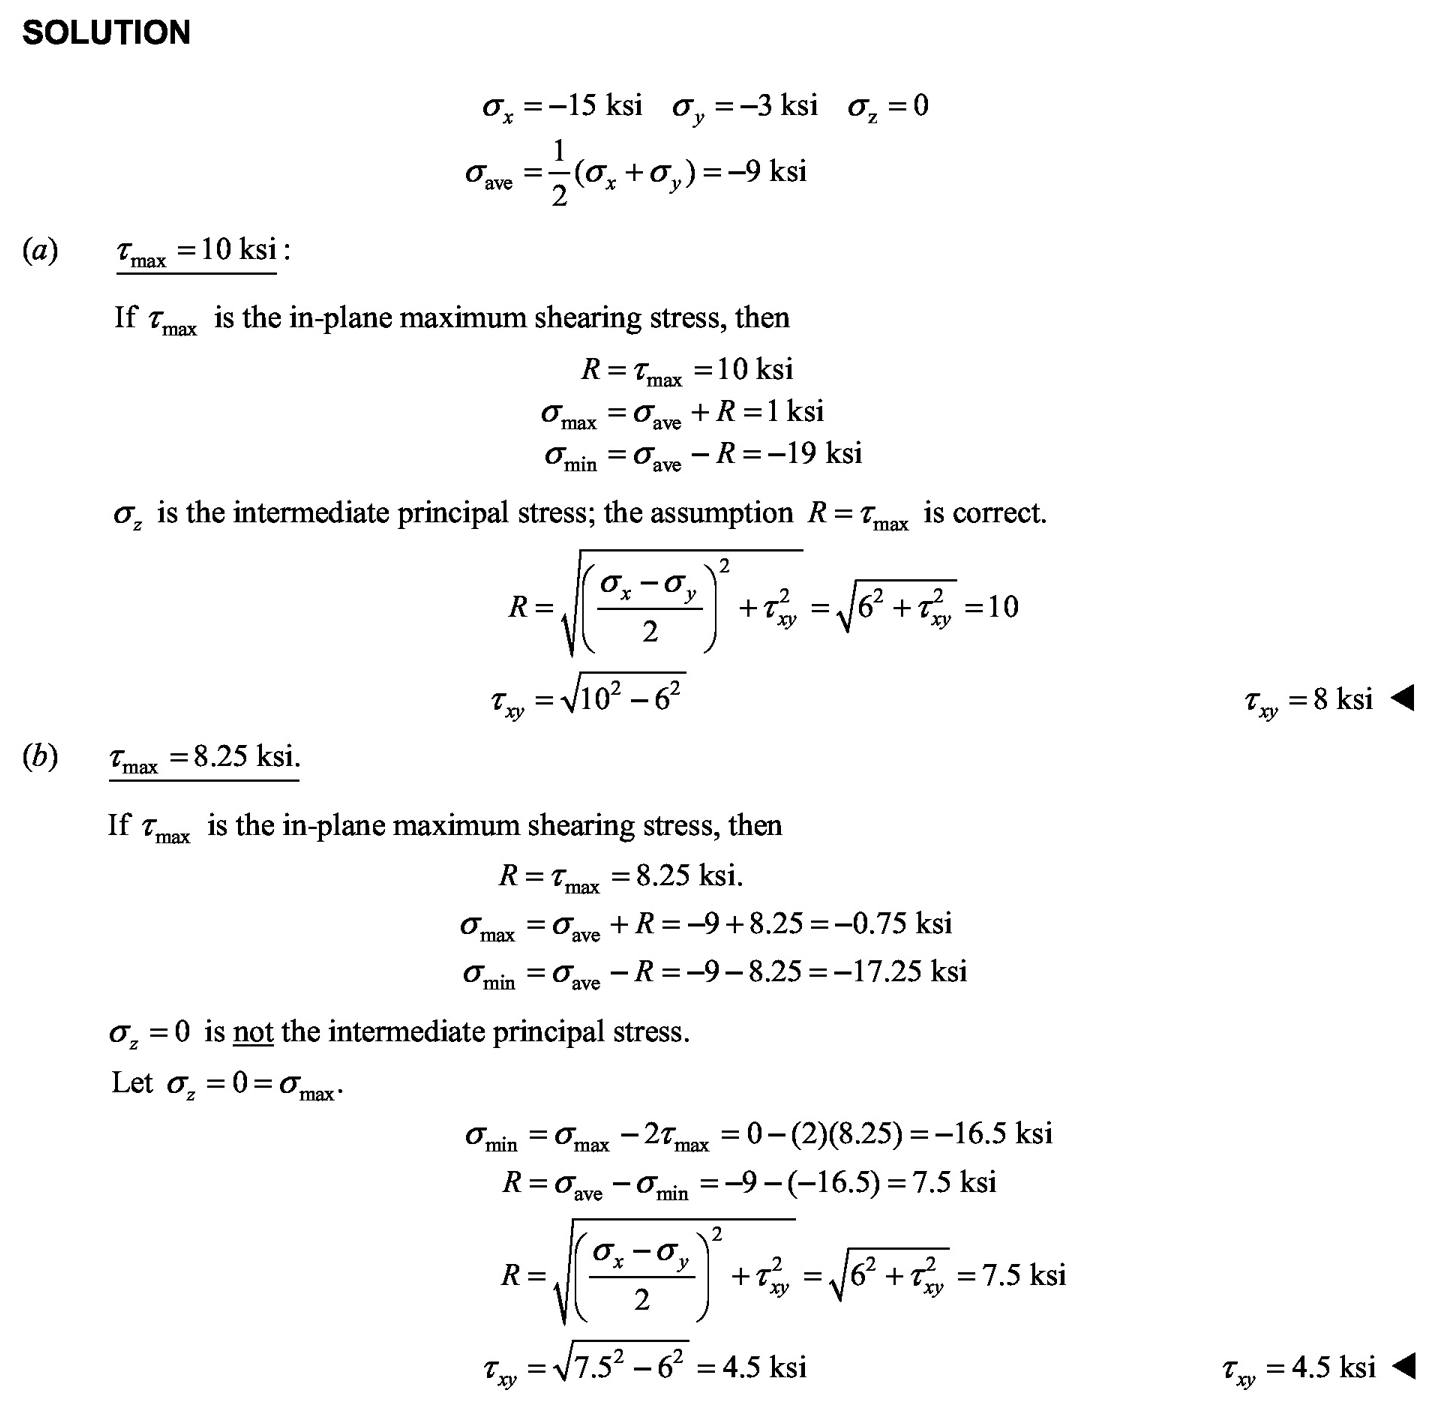 SOLUTION
σx = –15 ksi σy = –3 ksi σz = 0
σave = 1/2 (σx + σy) = –9 ksi
(a) τmax = 10 ksi :
If τmax is the in-plane maximum shearing stress, then
R = τmax = 10 ksi
σmax = σave + R = 1 ksi
σmin = σave − R = −19 ksi
σz is the intermediate principal stress; the assumption R = τmax is correct.
R = √(((σx − σy)/2)² + τxy²) = √(6² + τxy²) = 10
τxy = √(10² − 6²) τxy = 8 ksi ◄
(b) τmax = 8.25 ksi.
If τmax is the in-plane maximum shearing stress, then
R = τmax = 8.25 ksi.
σmax = σave + R = –9 + 8.25 = –0.75 ksi
σmin = σave − R = –9 – 8.25 = –17.25 ksi
σz = 0 is not the intermediate principal stress.
Let σz = 0 = σmax.
σmin = σmax − 2τmax = 0 – (2)(8.25) = –16.5 ksi
R = σave − σmin = –9 – (–16.5) = 7.5 ksi
R = √(((σx − σy)/2)² + τxy²) = √(6² + τxy²) = 7.5 ksi
τxy = √(7.5² − 6²) = 4.5 ksi τxy = 4.5 ksi ◄